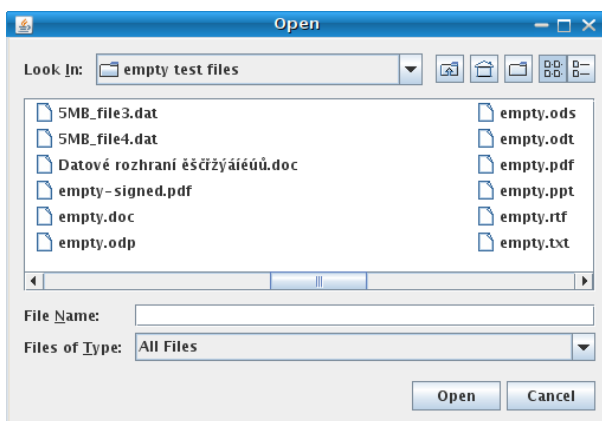 Open
Look In: empty test files
5MB_file3.dat
5MB_file4.dat
Datové rozhraní ěščřžýáíéúů.doc
empty-signed.pdf
empty.doc
empty.odp
empty.ods
empty.odt
empty.pdf
empty.ppt
empty.rtf
empty.txt
File Name:
Files of Type: All Files
Open Cancel